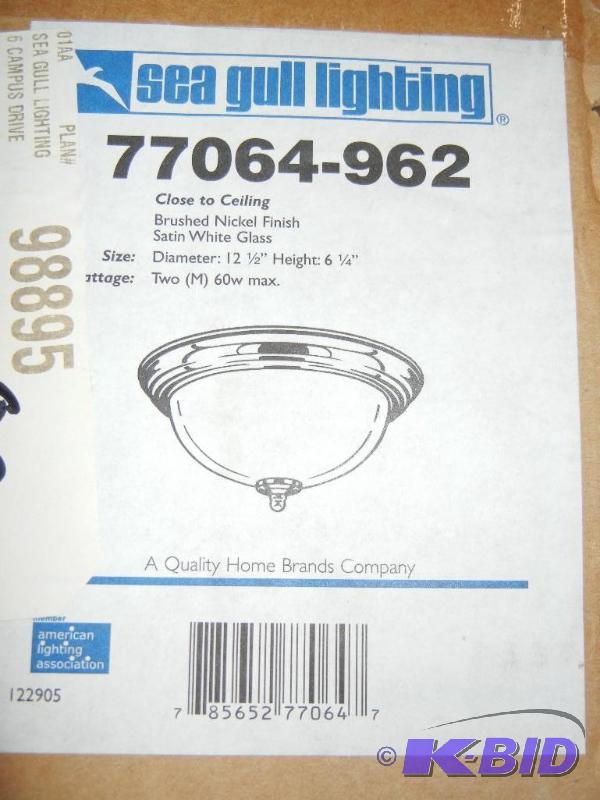 sea gull lighting®
77064-962
Close to Ceiling
Brushed Nickel Finish
Satin White Glass
Size: Diameter: 12 ½" Height: 6 ¼"
attage: Two (M) 60w max.
A Quality Home Brands Company
01AA PLAN#
SEA GULL LIGHTING
6 CAMPUS DRIVE
98895
member
american
lighting
association
122905
7 85652 77064 7
© K-BID